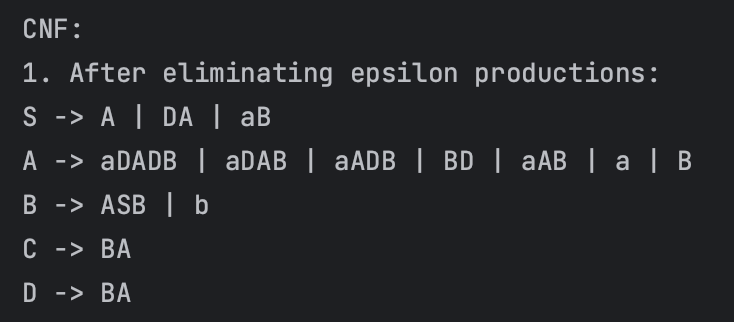 CNF:
1. After eliminating epsilon productions:
S -> A | DA | aB
A -> aDADB | aDAB | aADB | BD | aAB | a | B
B -> ASB | b
C -> BA
D -> BA